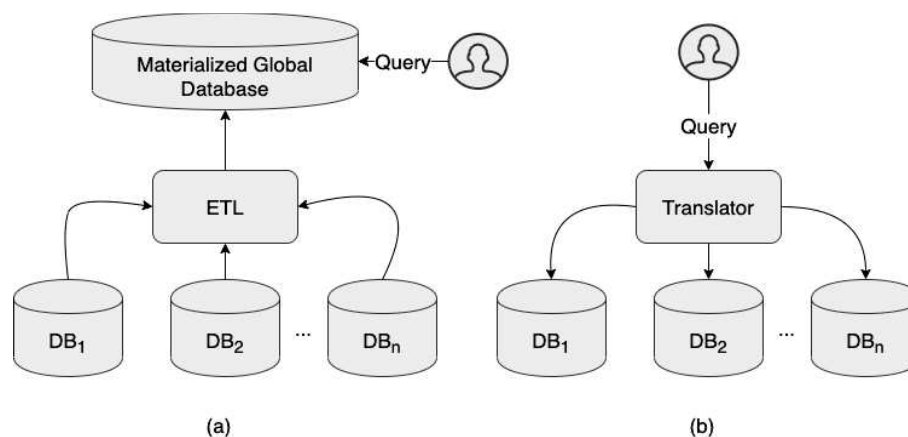 Materialized Global
Database
Query
ETL
DB1
DB2
...
DBn
(a)
Query
Translator
DB1
DB2
...
DBn
(b)